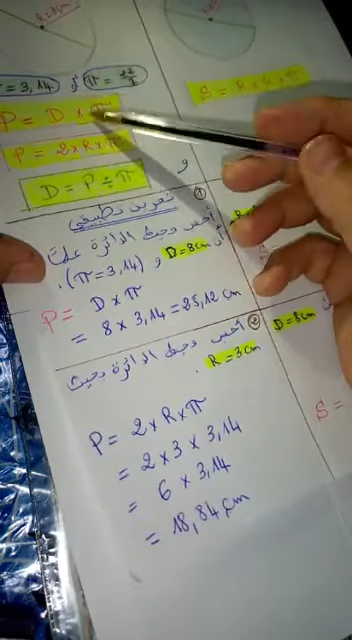 R=3cm
π=3,14 أو π=22/7
P = D × π
P = 2×R×π
و
D = P ÷ π
S = R × R × π
تمرين تطبيقي
① أحسب محيط الدائرة علما
أن D=8cm و (π=3,14).
P = D × π
= 8 × 3,14 = 25,12 cm
② أحسب محيط الدائرة بحيث
R=3cm
P = 2×R×π
= 2 × 3 × 3,14
= 6 × 3,14
= 18,84 cm
D=8cm
S =